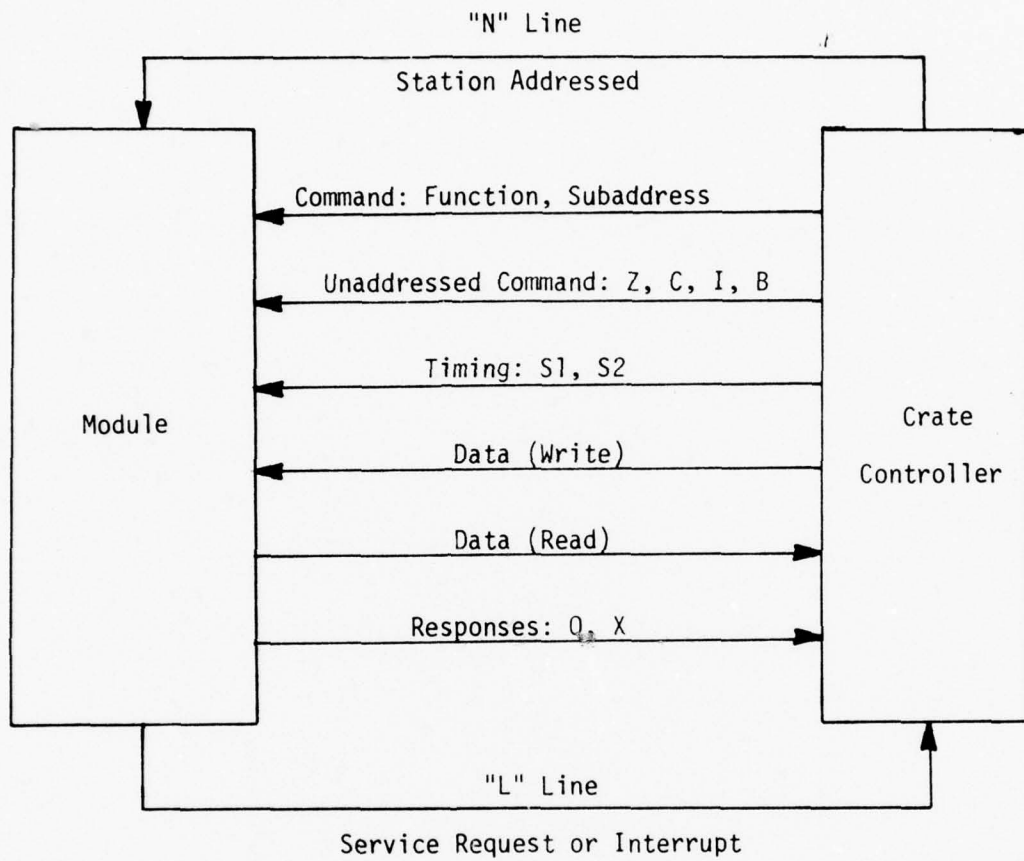 "N" Line
Station Addressed
Command: Function, Subaddress
Unaddressed Command: Z, C, I, B
Timing: S1, S2
Module
Crate
Controller
Data (Write)
Data (Read)
Responses: Q, X
"L" Line
Service Request or Interrupt